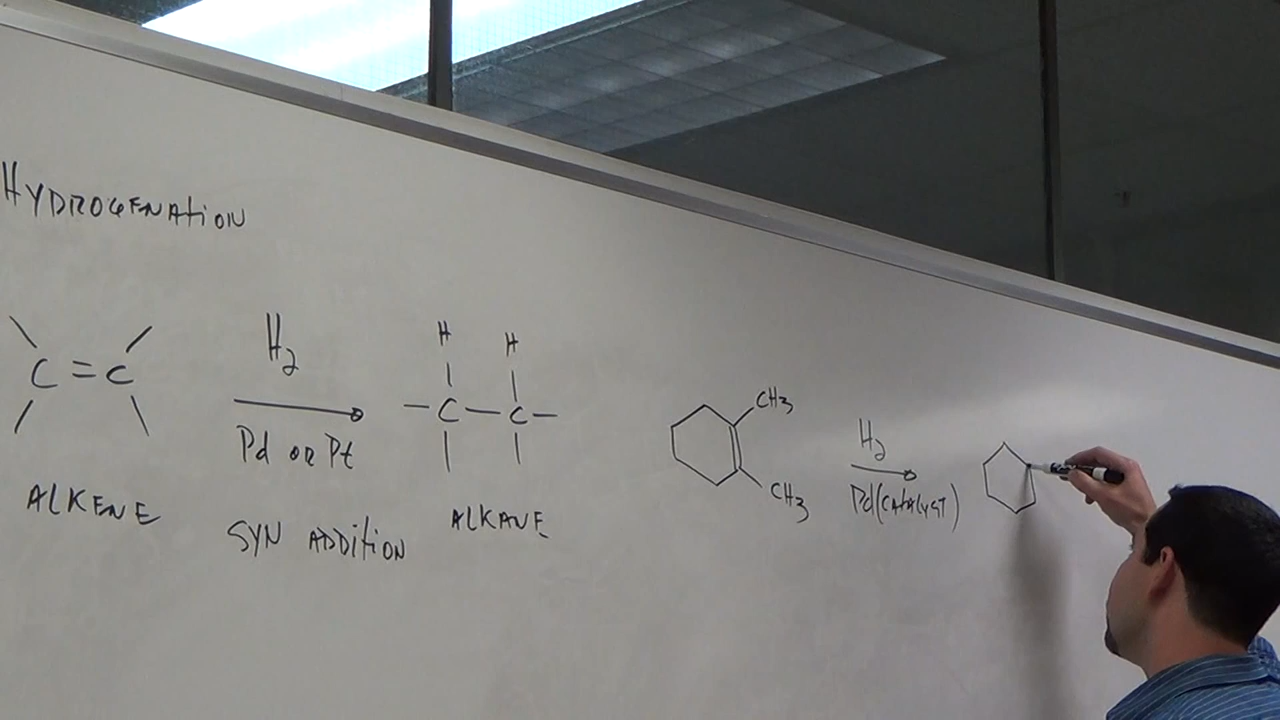 HYDROGENATION
H H
C = C H2 — C — C —
Pd or Pt
ALKENE SYN ADDITION ALKANE
CH3
H2
CH3 Pd(CATALYST)